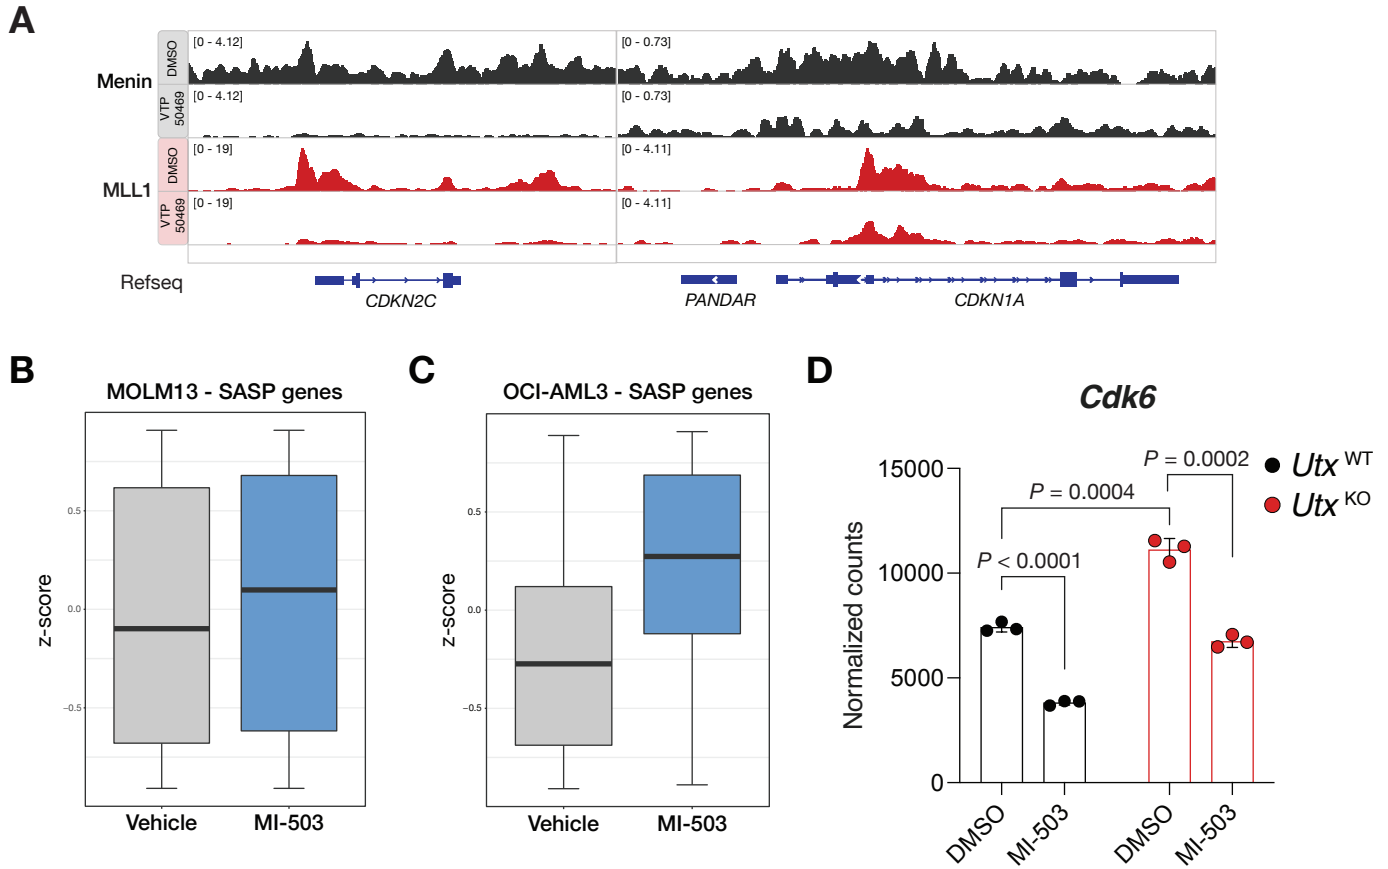 A
Menin
DMSO
[0 - 4.12]
[0 - 0.73]
VTP
50469
[0 - 4.12]
[0 - 0.73]
MLL1
DMSO
[0 - 19]
[0 - 4.11]
VTP
50469
[0 - 19]
[0 - 4.11]
Refseq
CDKN2C
PANDAR
CDKN1A
B
MOLM13 - SASP genes
z-score
0.5
0.0
−0.5
Vehicle
MI-503
C
OCI-AML3 - SASP genes
z-score
0.5
0.0
−0.5
Vehicle
MI-503
D
Cdk6
Normalized counts
15000
10000
5000
0
P < 0.0001
P = 0.0004
P = 0.0002
Utx WT
Utx KO
DMSO
MI-503
DMSO
MI-503